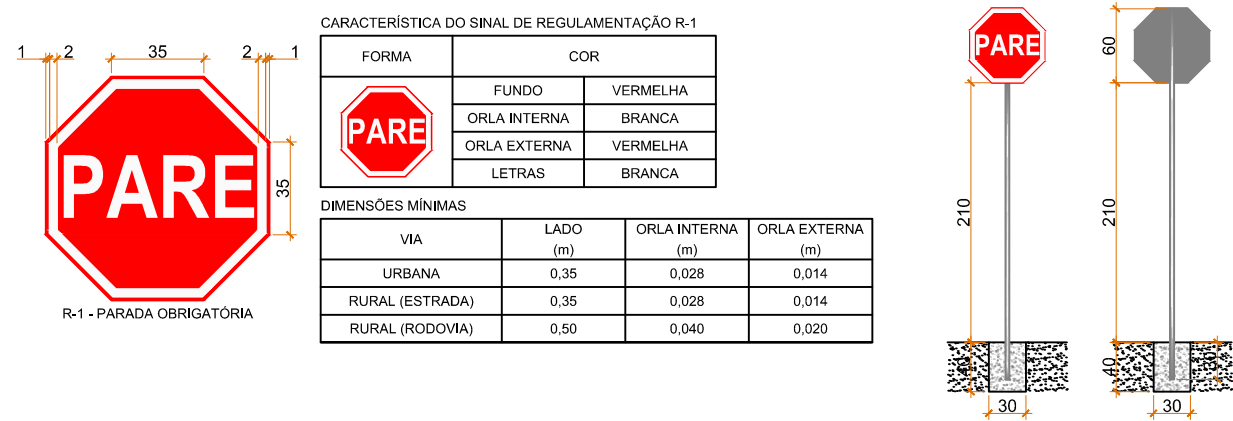 1 2 35 2 1
PARE
35
R-1 - PARADA OBRIGATÓRIA
CARACTERÍSTICA DO SINAL DE REGULAMENTAÇÃO R-1
FORMA COR
PARE
FUNDO VERMELHA
ORLA INTERNA BRANCA
ORLA EXTERNA VERMELHA
LETRAS BRANCA
DIMENSÕES MÍNIMAS
VIA LADO (m) ORLA INTERNA (m) ORLA EXTERNA (m)
URBANA 0,35 0,028 0,014
RURAL (ESTRADA) 0,35 0,028 0,014
RURAL (RODOVIA) 0,50 0,040 0,020
PARE
210
40
30
60
210
40
30
30